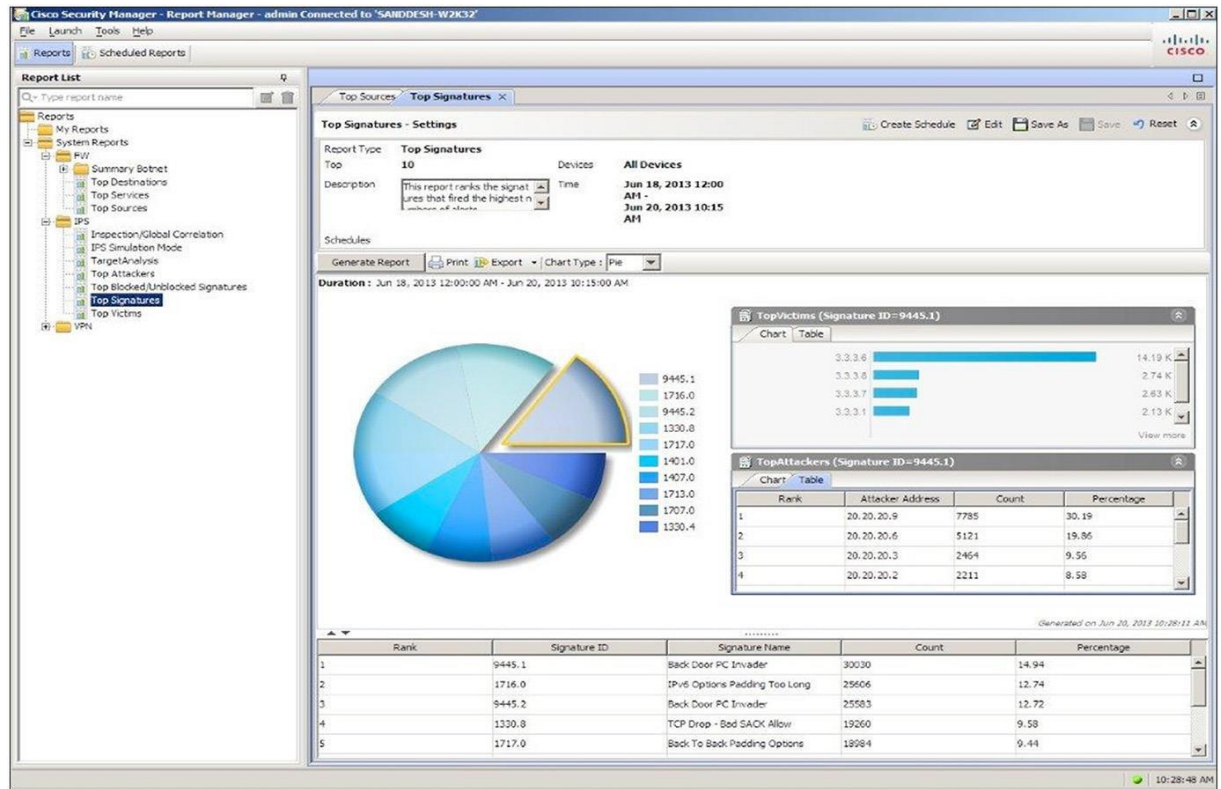 Cisco Security Manager - Report Manager - admin Connected to 'SANDDESH-W2K32'
File Launch Tools Help
Reports Scheduled Reports
CISCO
Report List
Type report name
Reports
My Reports
System Reports
FW
Summary Botnet
Top Destinations
Top Services
Top Sources
IPS
Inspection/Global Correlation
IPS Simulation Mode
TargetAnalysis
Top Attackers
Top Blocked/Unblocked Signatures
Top Signatures
Top Victims
VPN
Top Sources Top Signatures
Top Signatures - Settings
Create Schedule Edit Save As Save Reset
Report Type Top Signatures
Top 10 Devices All Devices
Description This report ranks the signat
ures that fired the highest n
umbers of alerts
Time Jun 18, 2013 12:00
AM -
Jun 20, 2013 10:15
AM
Schedules
Generate Report Print Export Chart Type : Pie
Duration : Jun 18, 2013 12:00:00 AM - Jun 20, 2013 10:15:00 AM
9445.1
1716.0
9445.2
1330.8
1717.0
1401.0
1407.0
1713.0
1707.0
1330.4
TopVictims (Signature ID=9445.1)
Chart Table
3.3.3.6 14.19 K
3.3.3.8 2.74 K
3.3.3.7 2.63 K
3.3.3.1 2.13 K
View more
TopAttackers (Signature ID=9445.1)
Chart Table
Rank Attacker Address Count Percentage
1 20.20.20.9 7785 30.19
2 20.20.20.6 5121 19.86
3 20.20.20.3 2464 9.56
4 20.20.20.2 2211 8.58
Generated on Jun 20, 2013 10:28:11 AM
Rank Signature ID Signature Name Count Percentage
1 9445.1 Back Door PC Invader 30030 14.94
2 1716.0 IPv6 Options Padding Too Long 25606 12.74
3 9445.2 Back Door PC Invader 25583 12.72
4 1330.8 TCP Drop - Bad SACK Allow 19260 9.58
5 1717.0 Back To Back Padding Options 18984 9.44
10:28:48 AM